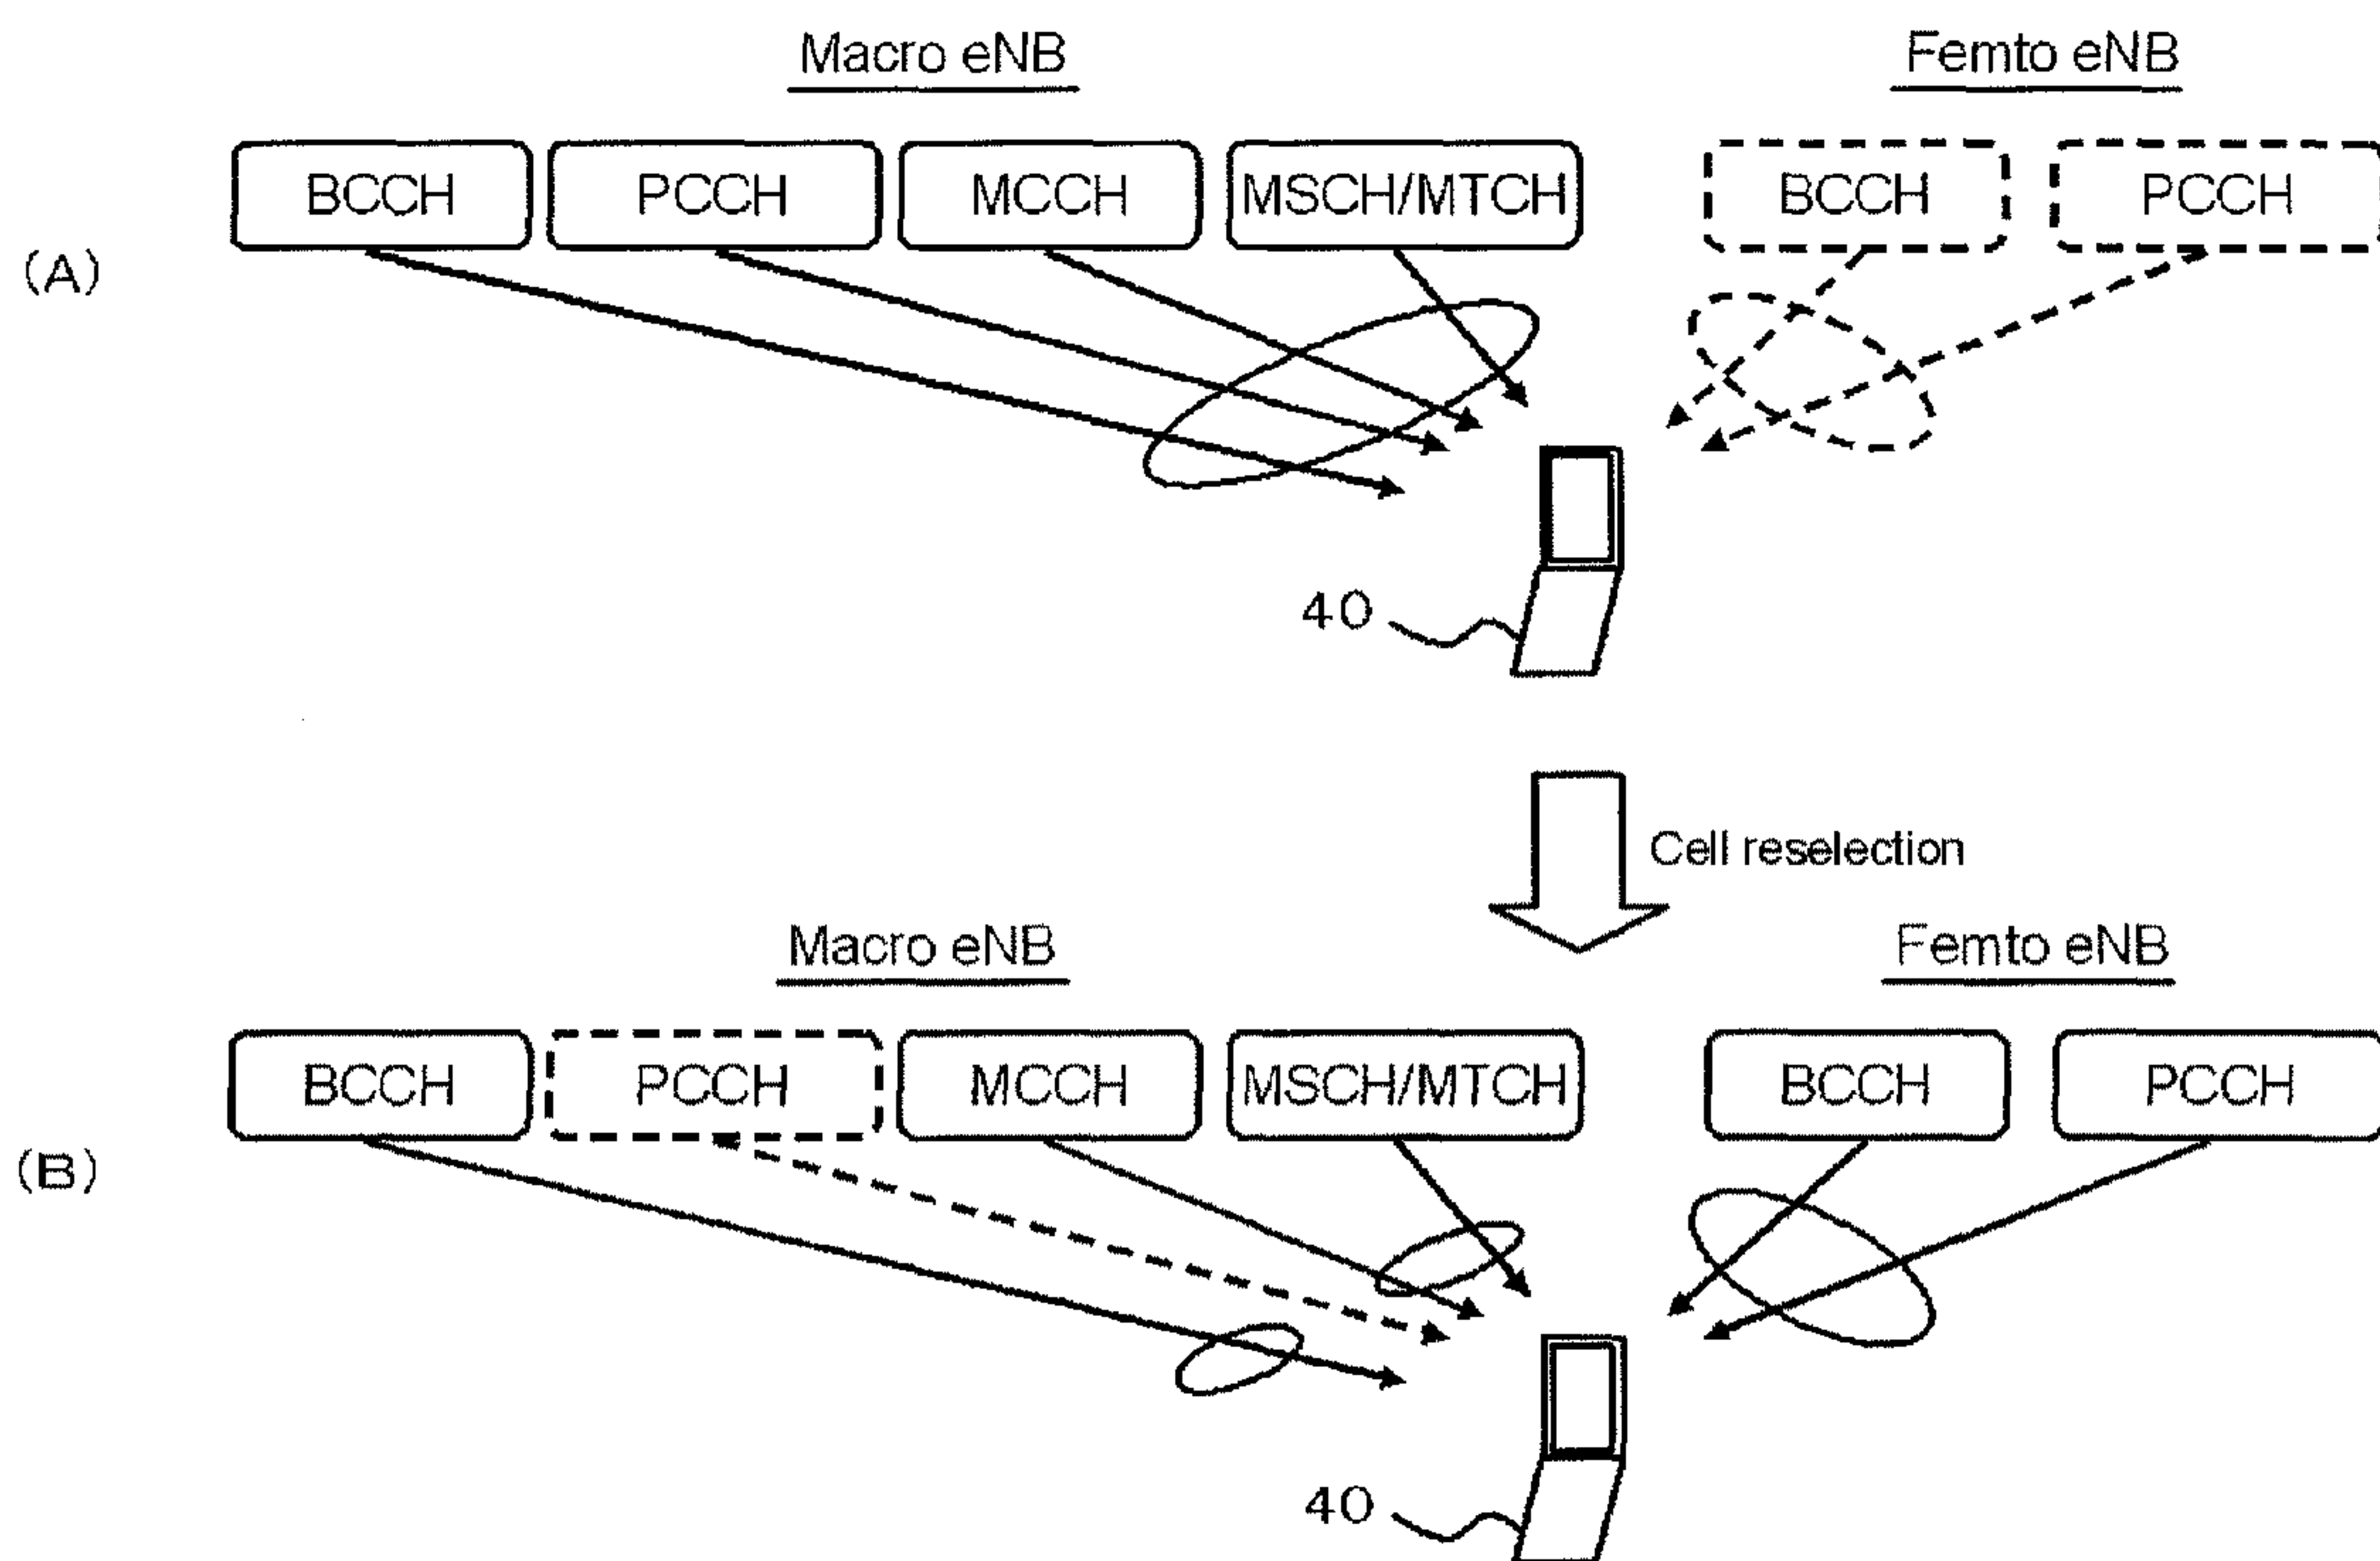 Macro eNB Femto eNB
BCCH PCCH MCCH MSCH/MTCH BCCH PCCH
(A)
40
Cell reselection
Macro eNB Femto eNB
BCCH PCCH MCCH MSCH/MTCH BCCH PCCH
(B)
40